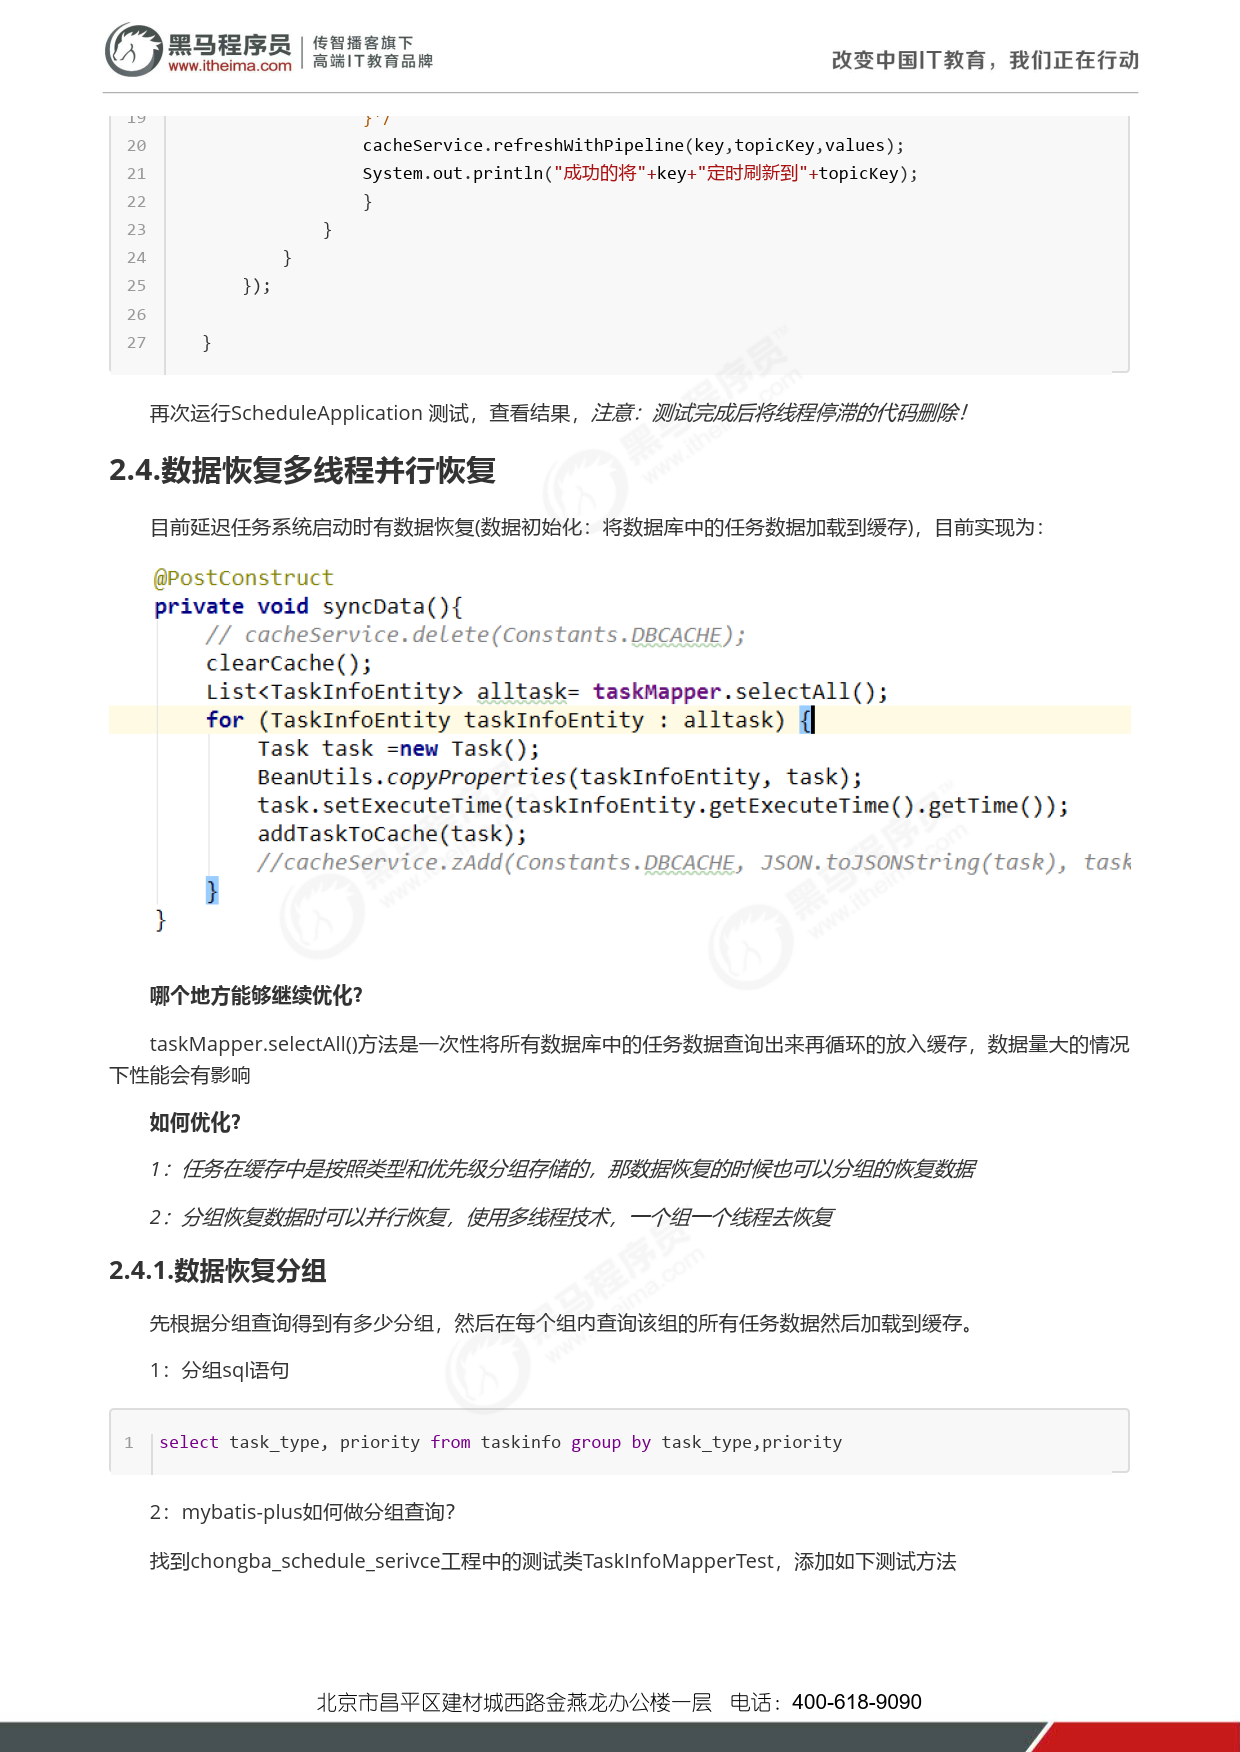 黑马程序员 传智播客旗下
www.itheima.com 高端IT教育品牌
改变中国IT教育，我们正在行动
19 }*/
20 cacheService.refreshWithPipeline(key,topicKey,values);
21 System.out.println("成功的将"+key+"定时刷新到"+topicKey);
22 }
23 }
24 }
25 });
26
27 }
再次运行ScheduleApplication 测试，查看结果，注意：测试完成后将线程停滞的代码删除！
2.4.数据恢复多线程并行恢复
目前延迟任务系统启动时有数据恢复(数据初始化：将数据库中的任务数据加载到缓存)，目前实现为：
@PostConstruct
private void syncData(){
// cacheService.delete(Constants.DBCACHE);
clearCache();
List<TaskInfoEntity> alltask= taskMapper.selectAll();
for (TaskInfoEntity taskInfoEntity : alltask) {
Task task =new Task();
BeanUtils.copyProperties(taskInfoEntity, task);
task.setExecuteTime(taskInfoEntity.getExecuteTime().getTime());
addTaskToCache(task);
//cacheService.zAdd(Constants.DBCACHE, JSON.toJSONString(task), task
}
}
哪个地方能够继续优化?
taskMapper.selectAll()方法是一次性将所有数据库中的任务数据查询出来再循环的放入缓存，数据量大的情况
下性能会有影响
如何优化?
1：任务在缓存中是按照类型和优先级分组存储的，那数据恢复的时候也可以分组的恢复数据
2：分组恢复数据时可以并行恢复，使用多线程技术，一个组一个线程去恢复
2.4.1.数据恢复分组
先根据分组查询得到有多少分组，然后在每个组内查询该组的所有任务数据然后加载到缓存。
1：分组sql语句
1 select task_type, priority from taskinfo group by task_type,priority
2：mybatis-plus如何做分组查询？
找到chongba_schedule_serivce工程中的测试类TaskInfoMapperTest，添加如下测试方法
北京市昌平区建材城西路金燕龙办公楼一层 电话：400-618-9090